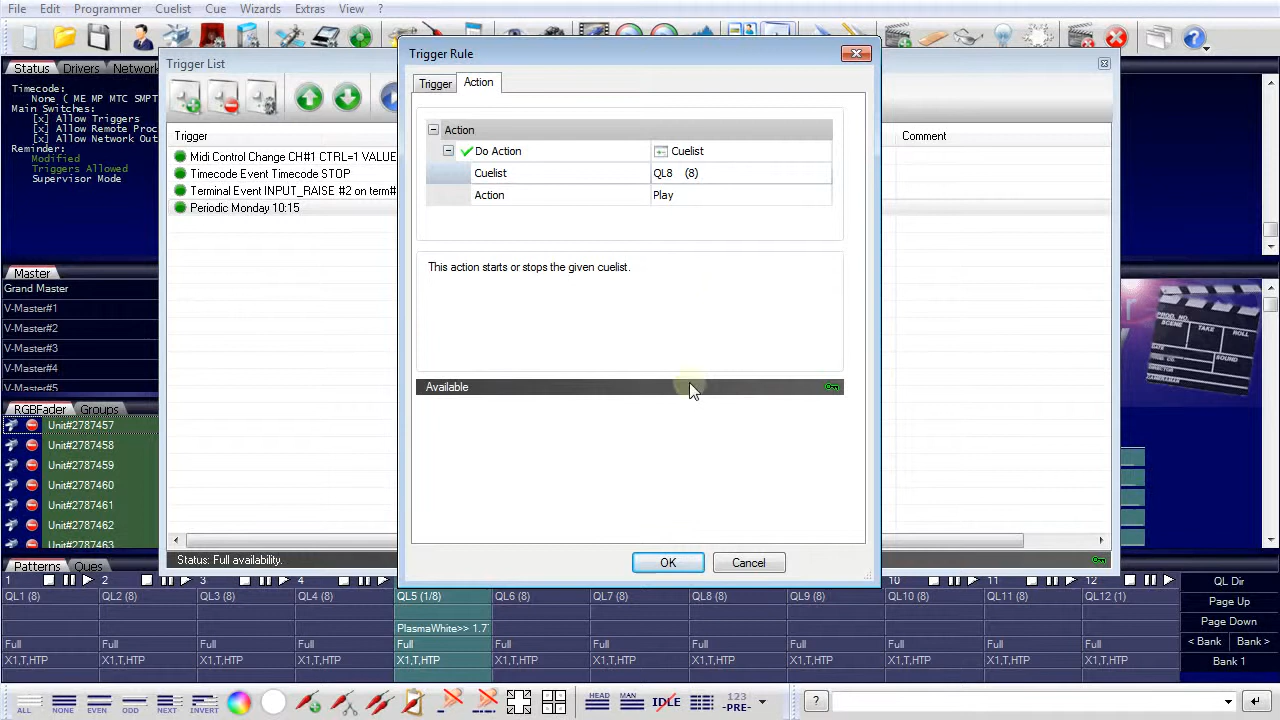 File Edit Programmer Cuelist Cue Wizards Extras View ?
Trigger Rule
Status Drivers Network
Trigger List
Trigger Action
Timecode:
None ( ME MP MTC SMPT
Main Switches:
[x] Allow Triggers
[x] Allow Remote Proc
[x] Allow Network Out
Reminder:
Modified
Triggers Allowed
Supervisor Mode
Trigger
Comment
Midi Control Change CH#1 CTRL=1 VALUE
Timecode Event Timecode STOP
Terminal Event INPUT_RAISE #2 on term#
Periodic Monday 10:15
Action
Do Action Cuelist
Cuelist QL8 (8)
Action Play
This action starts or stops the given cuelist.
Available
OK Cancel
Master
Grand Master
V-Master#1
V-Master#2
V-Master#3
V-Master#4
V-Master#5
PROD. NO.
SCENE TAKE ROLL
DATE SOUND
PROD. CO.
DIRECTOR
CAMERAMAN
RGBFader Groups
Unit#2787457
Unit#2787458
Unit#2787459
Unit#2787460
Unit#2787461
Unit#2787462
Unit#2787463
Status: Full availability.
Patterns Ques
1 2 3 4 10 11 12
QL1 (8) QL2 (8) QL3 (8) QL4 (8) QL5 (1/8) QL6 (8) QL7 (8) QL8 (8) QL9 (8) QL10 (8) QL11 (8) QL12 (1)
PlasmaWhite>> 1.7
Full Full Full Full Full Full Full Full Full Full Full Full
X1,T,HTP X1,T,HTP X1,T,HTP X1,T,HTP X1,T,HTP X1,T,HTP X1,T,HTP X1,T,HTP X1,T,HTP X1,T,HTP X1,T,HTP X1,T,HTP
QL Dir
Page Up
Page Down
< Bank Bank >
Bank 1
ALL NONE EVEN ODD NEXT INVERT HEAD MAN IDLE 123 -PRE- ?